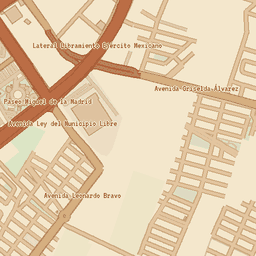 Lateral Libramiento Ejército Mexicano
Avenida Griselda Álvarez
Paseo Miguel de la Madrid
Avenida Ley del Municipio Libre
Avenida Leonardo Bravo